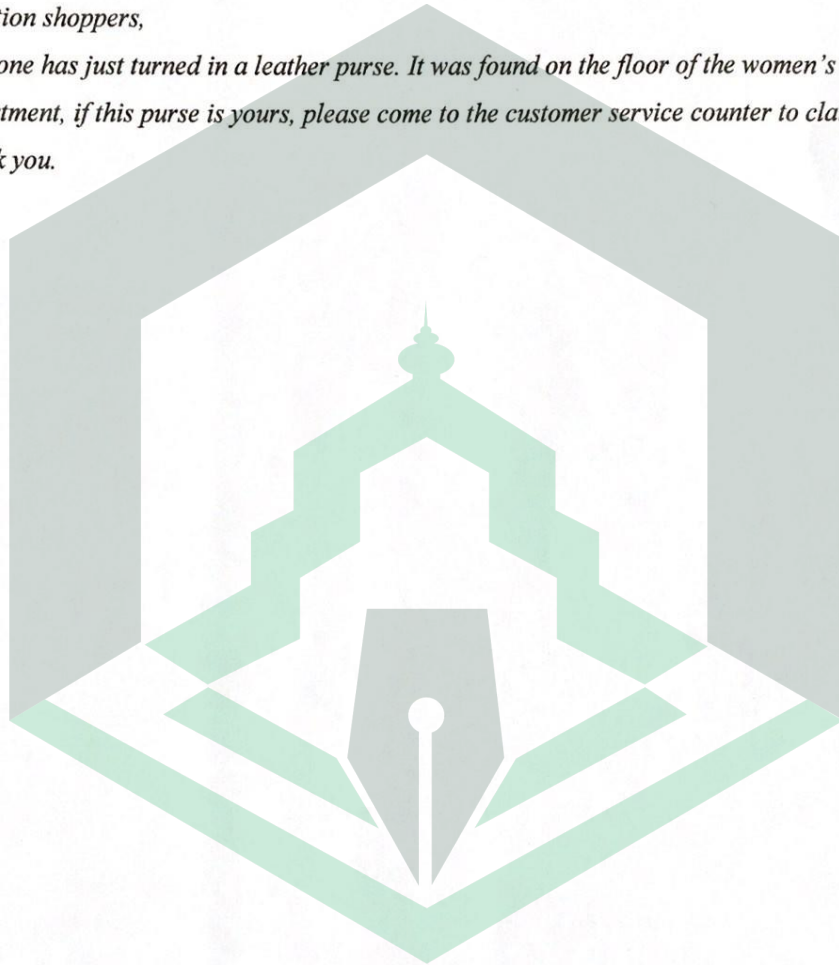 tion shoppers,
one has just turned in a leather purse. It was found on the floor of the women's
tment, if this purse is yours, please come to the customer service counter to cla
k you.